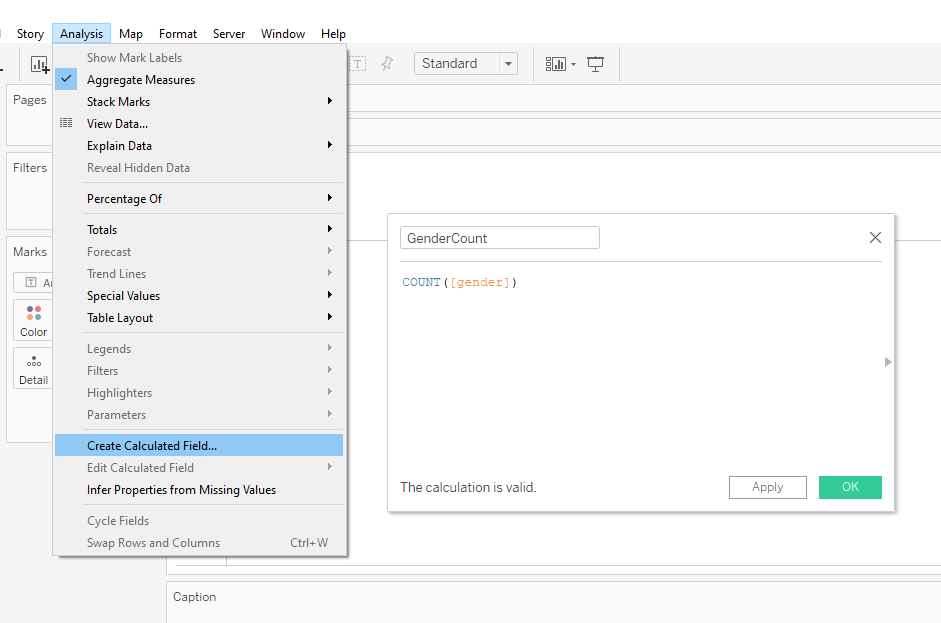 Story Analysis Map Format Server Window Help
Standard
Pages
Filters
Marks
Color
Detail
Show Mark Labels
Aggregate Measures
Stack Marks
View Data...
Explain Data
Reveal Hidden Data
Percentage Of
Totals
Forecast
Trend Lines
Special Values
Table Layout
Legends
Filters
Highlighters
Parameters
Create Calculated Field...
Edit Calculated Field
Infer Properties from Missing Values
Cycle Fields
Swap Rows and Columns Ctrl+W
GenderCount
COUNT([gender])
The calculation is valid.
Apply OK
Caption